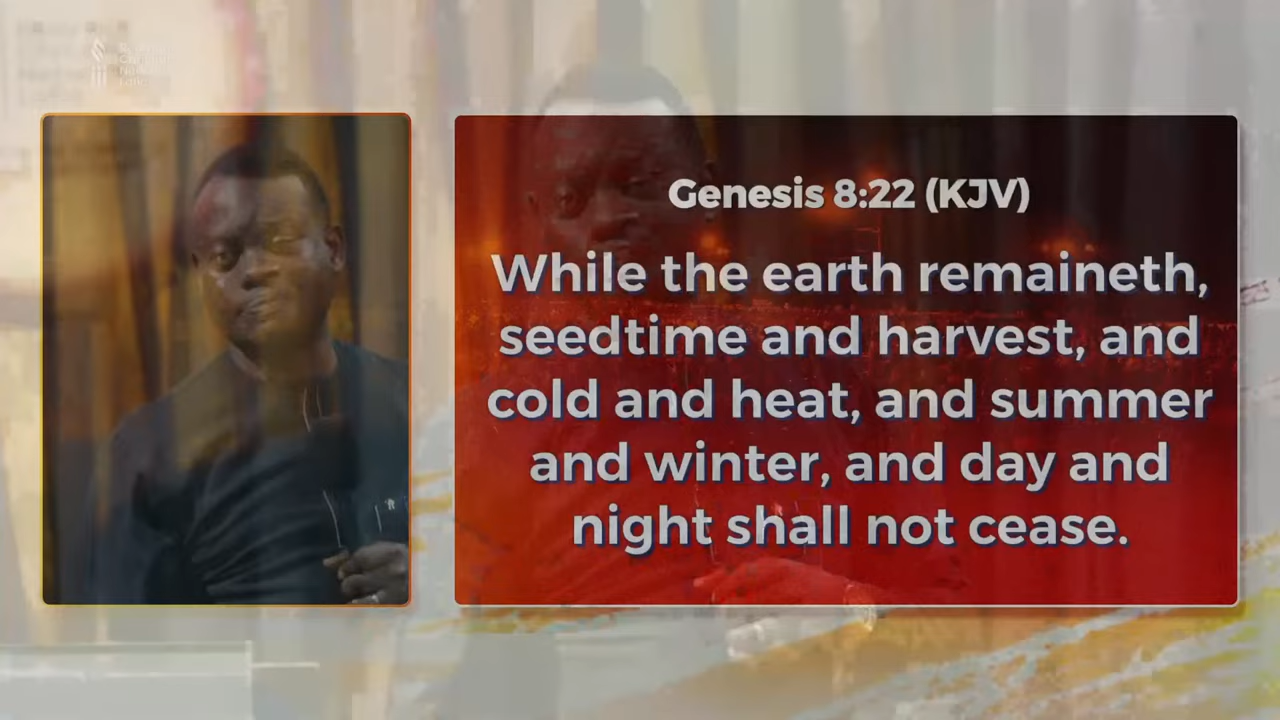 Genesis 8:22 (KJV)
While the earth remaineth,
seedtime and harvest, and
cold and heat, and summer
and winter, and day and
night shall not cease.